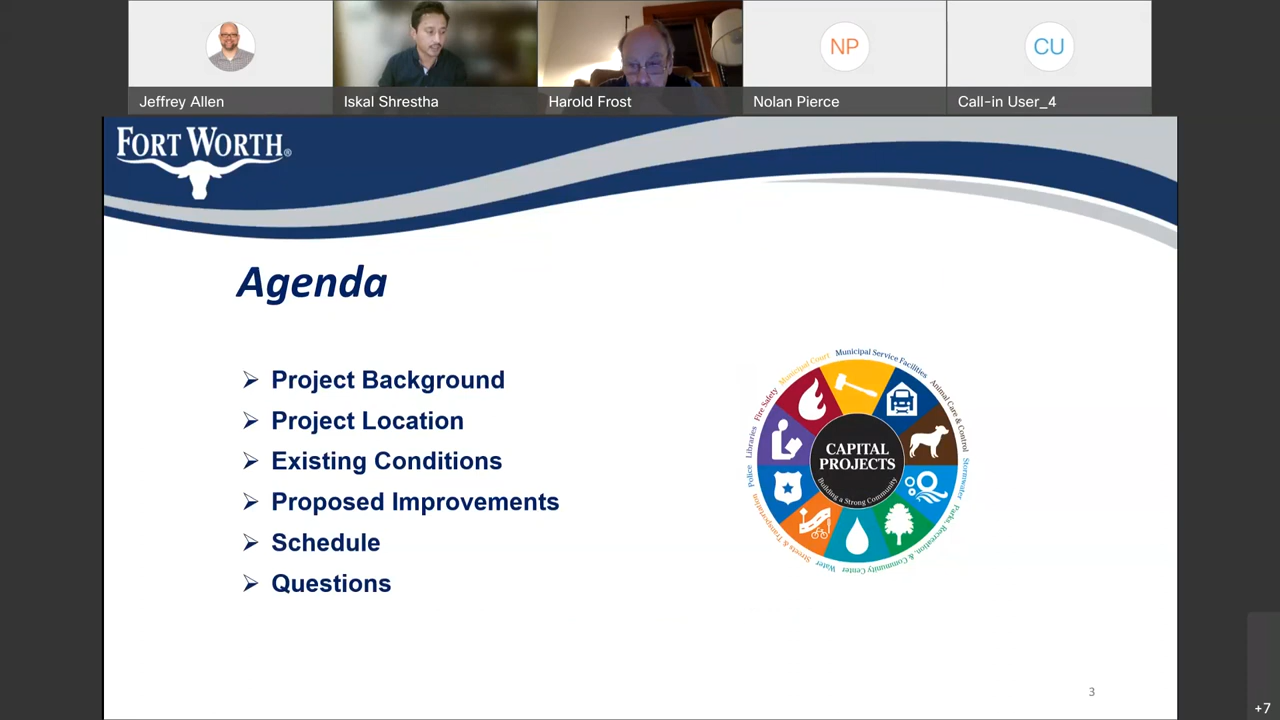 NP
CU
Jeffrey Allen
Iskal Shrestha
Harold Frost
Nolan Pierce
Call-in User_4
FORT WORTH®
Agenda
➢ Project Background
➢ Project Location
➢ Existing Conditions
➢ Proposed Improvements
➢ Schedule
➢ Questions
Municipal Court
Municipal Service Facilities
Animal Care & Control
Stormwater
Parks, Recreation, & Community Center
Water
Streets & Transportation
Police
Libraries
Fire Safety
CAPITAL
PROJECTS
Building a Strong Community
3
+7